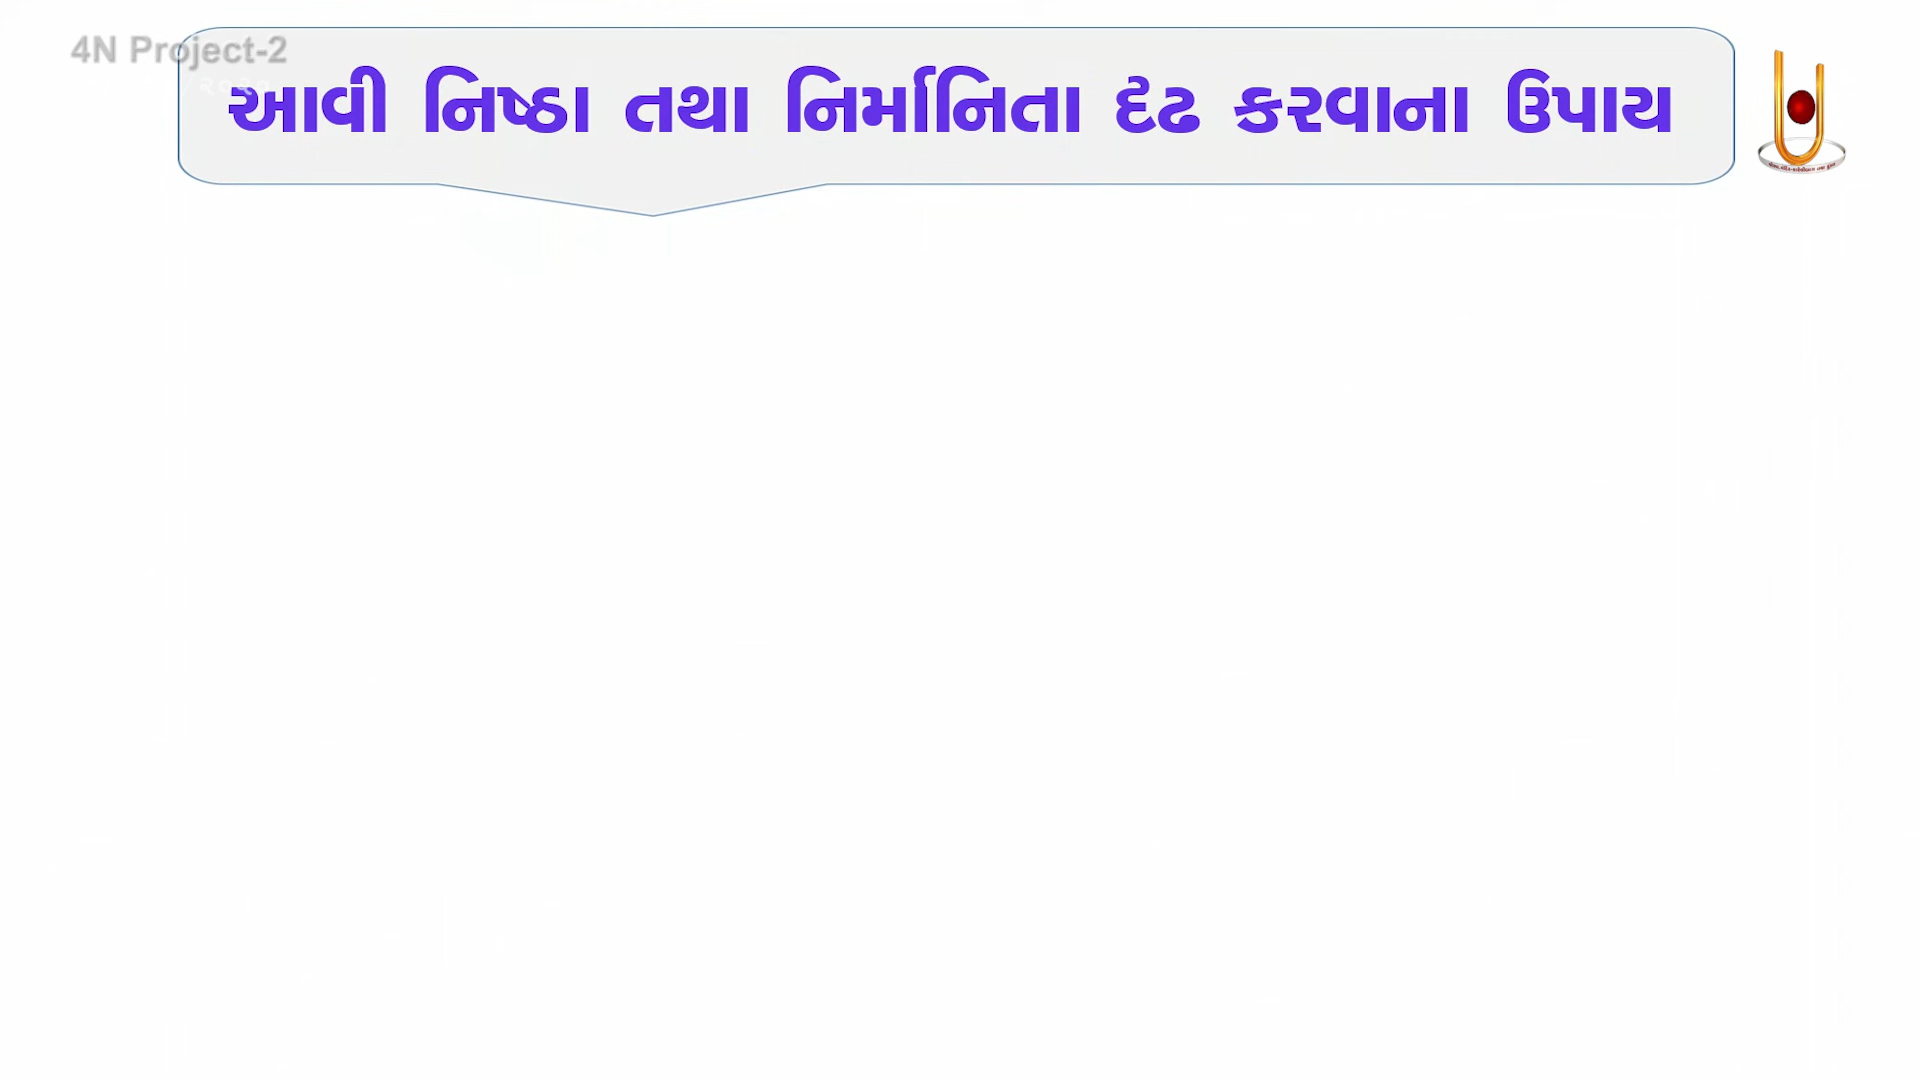 4N Project-2
આવી નિષ્ઠા તથા નિર્માનિતા દૃઢ કરવાના ઉપાય